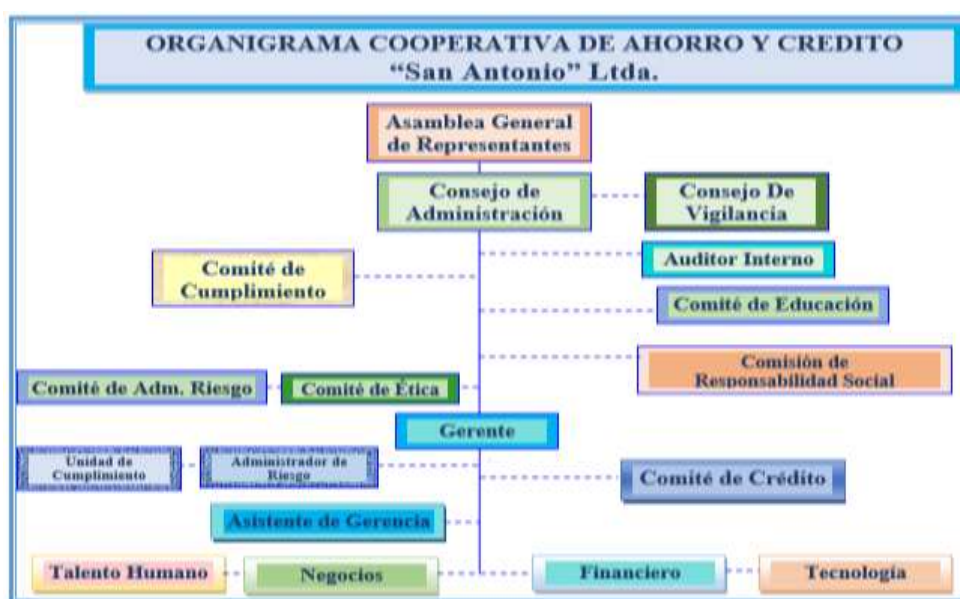 ORGANIGRAMA COOPERATIVA DE AHORRO Y CREDITO
“San Antonio” Ltda.
Asamblea General
de Representantes
Consejo de
Administración
Consejo De
Vigilancia
Auditor Interno
Comité de
Cumplimiento
Comité de Educación
Comisión de
Responsabilidad Social
Comité de Adm. Riesgo
Comité de Ética
Gerente
Unidad de
Cumplimiento
Administrador de
Riesgo
Comité de Crédito
Asistente de Gerencia
Talento Humano
Negocios
Financiero
Tecnología